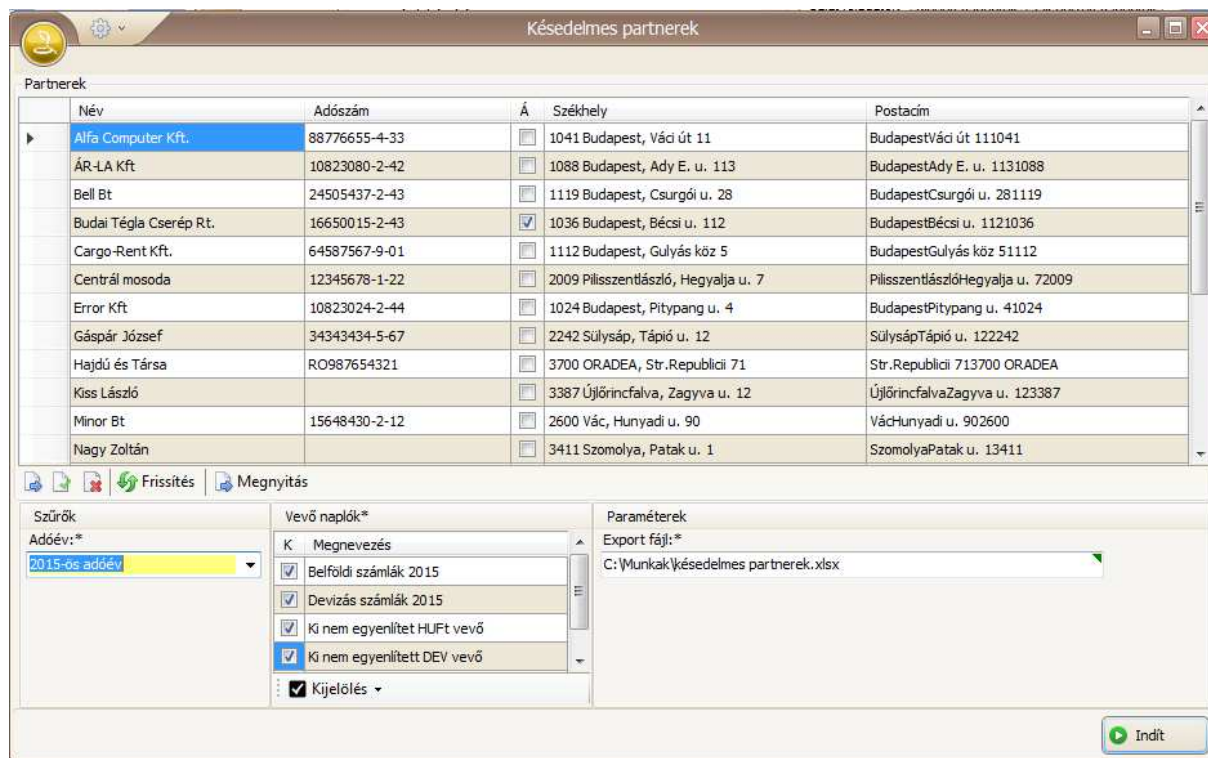 Késedelmes partnerek
Partnerek
Név Adószám Á Székhely Postacím
Alfa Computer Kft. 88776655-4-33 1041 Budapest, Váci út 11 BudapestVáci út 111041
ÁR-LA Kft 10823080-2-42 1088 Budapest, Ady E. u. 113 BudapestAdy E. u. 1131088
Bell Bt 24505437-2-43 1119 Budapest, Csurgói u. 28 BudapestCsurgói u. 281119
Budai Tégla Cserép Rt. 16650015-2-43 1036 Budapest, Bécsi u. 112 BudapestBécsi u. 1121036
Cargo-Rent Kft. 64587567-9-01 1112 Budapest, Gulyás köz 5 BudapestGulyás köz 51112
Centrál mosoda 12345678-1-22 2009 Pilisszentlászló, Hegyalja u. 7 PilisszentlászlóHegyalja u. 72009
Error Kft 10823024-2-44 1024 Budapest, Pitypang u. 4 BudapestPitypang u. 41024
Gáspár József 34343434-5-67 2242 Sülysáp, Tápió u. 12 SülysápTápió u. 122242
Hajdú és Társa RO987654321 3700 ORADEA, Str.Republicii 71 Str.Republicii 713700 ORADEA
Kiss László 3387 Újlőrincfalva, Zagyva u. 12 ÚjlőrincfalvaZagyva u. 123387
Minor Bt 15648430-2-12 2600 Vác, Hunyadi u. 90 VácHunyadi u. 902600
Nagy Zoltán 3411 Szomolya, Patak u. 1 SzomolyaPatak u. 13411
Frissítés Megnyitás
Szűrők Vevő naplók* Paraméterek
Adóév:* K Megnevezés Export fájl:*
2015-ös adóév Belföldi számlák 2015 C:\Munkak\késedelmes partnerek.xlsx
Devizás számlák 2015
Ki nem egyenlítet HUFt vevő
Ki nem egyenlített DEV vevő
Kijelölés
Indít